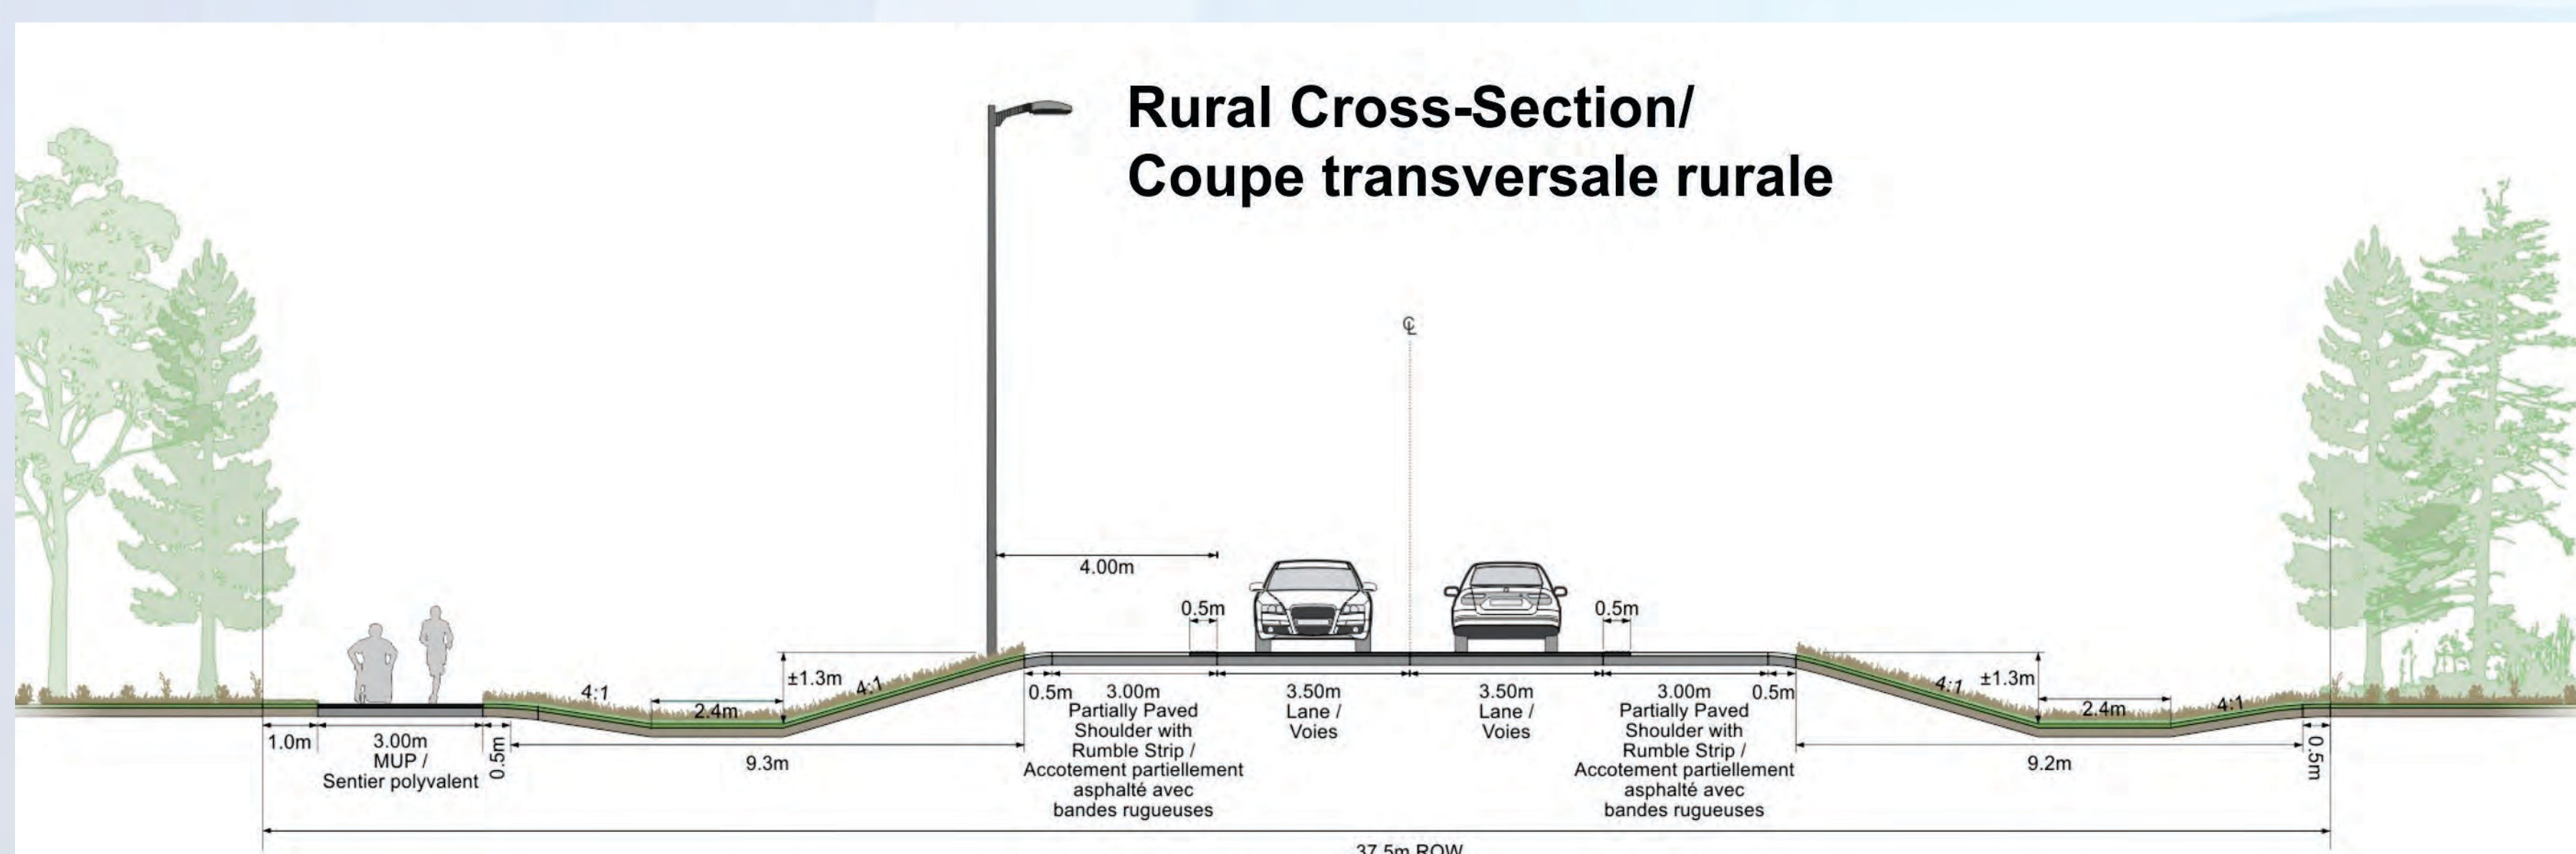 Rural Cross-Section/
Coupe transversale rurale
℄
4.00m
0.5m
0.5m
4:1
2.4m
±1.3m
4:1
4:1
±1.3m
2.4m
4:1
1.0m
3.00m
MUP /
Sentier polyvalent
0.5m
9.3m
0.5m
3.00m
Partially Paved
Shoulder with
Rumble Strip /
Accotement partiellement
asphalté avec
bandes rugueuses
3.50m
Lane /
Voies
3.50m
Lane /
Voies
3.00m
Partially Paved
Shoulder with
Rumble Strip /
Accotement partiellement
asphalté avec
bandes rugueuses
0.5m
9.2m
0.5m
37.5m ROW